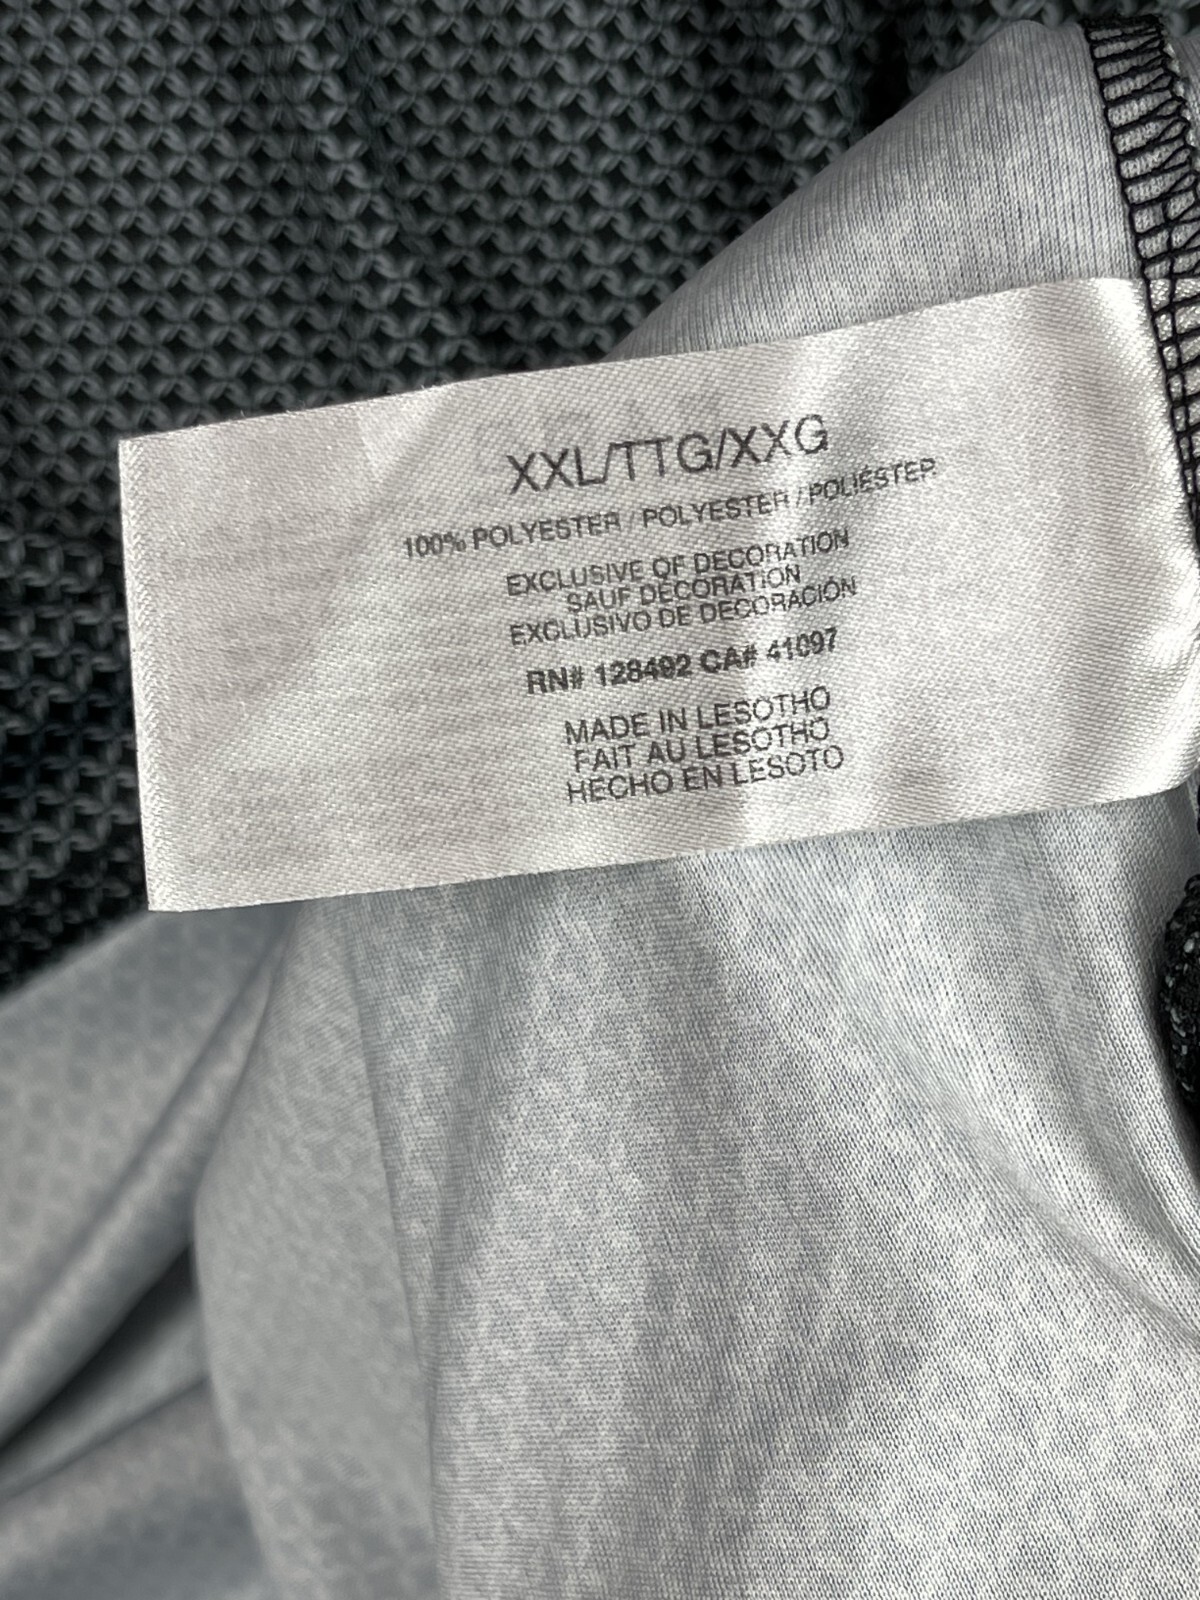 XXL/TTG/XXG
100% POLYESTER / POLYESTER / POLIÉSTER
EXCLUSIVE OF DECORATION
SAUF DÉCORATION
EXCLUSIVO DE DECORACIÓN
RN# 128492 CA# 41097
MADE IN LESOTHO
FAIT AU LESOTHO
HECHO EN LESOTO